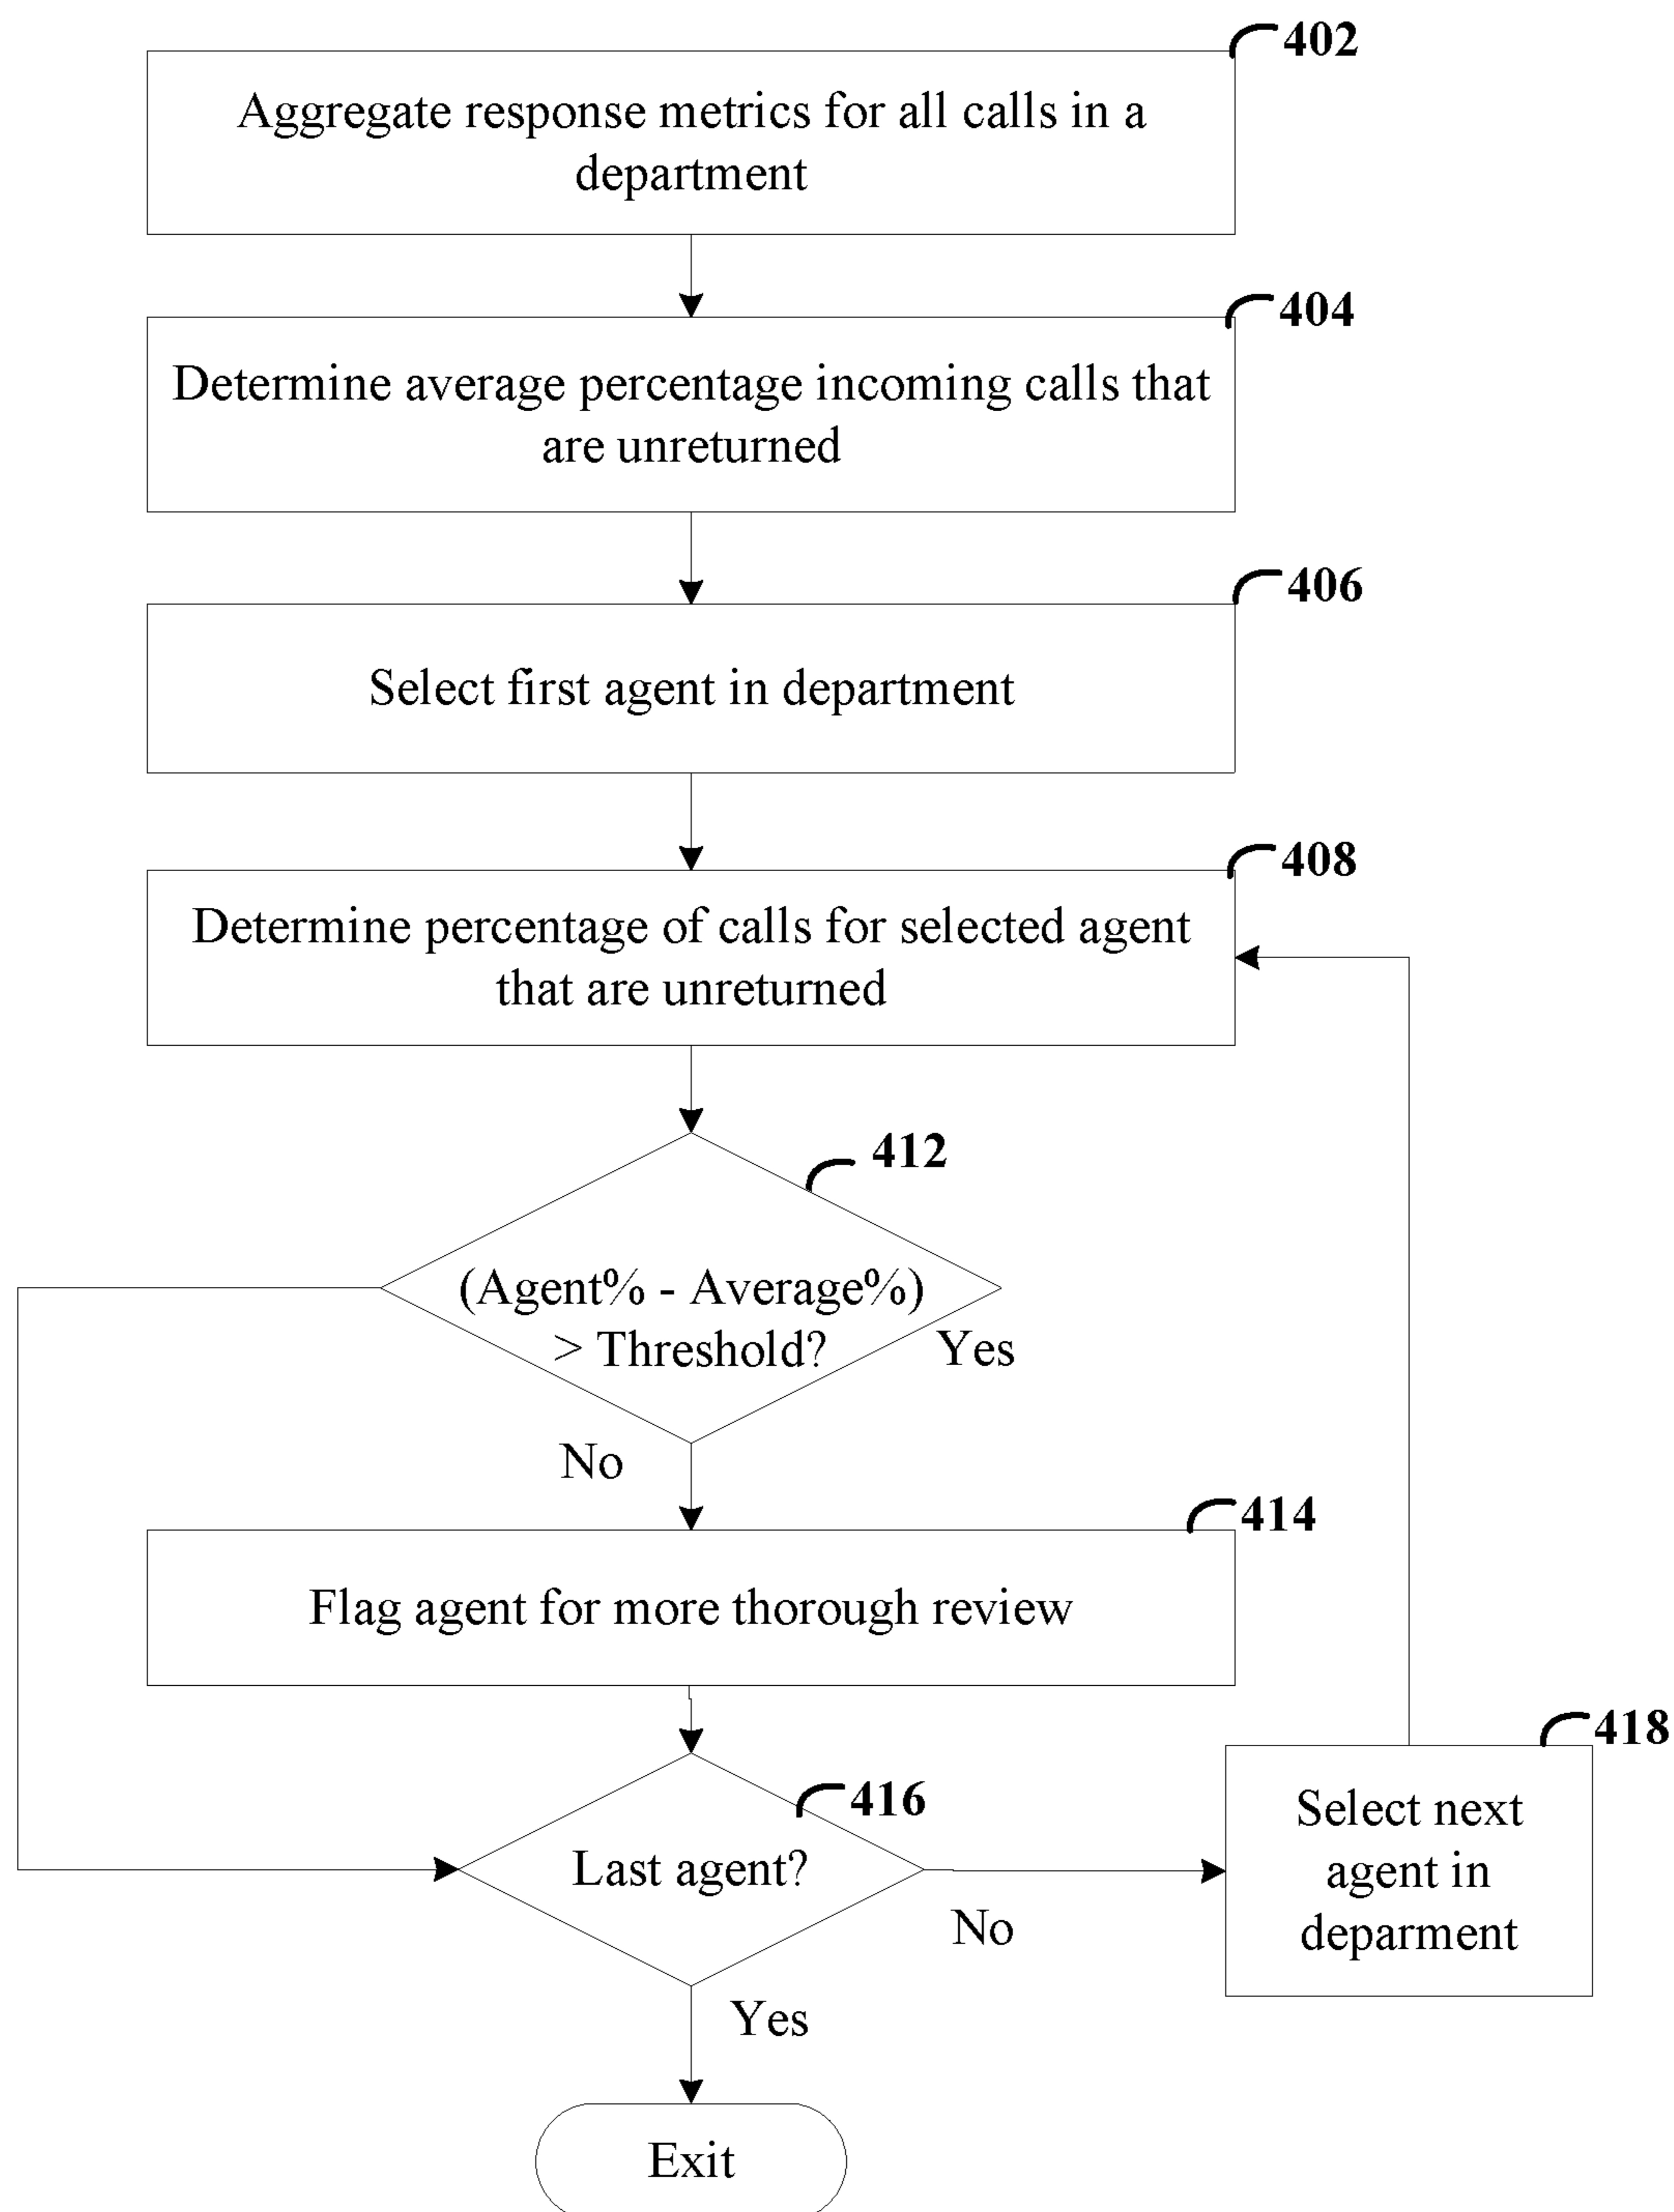 402
Aggregate response metrics for all calls in a
department
404
Determine average percentage incoming calls that
are unreturned
406
Select first agent in department
408
Determine percentage of calls for selected agent
that are unreturned
412
(Agent% - Average%)
> Threshold?
Yes
No
414
Flag agent for more thorough review
416
Last agent?
No
418
Select next
agent in
deparment
Yes
Exit